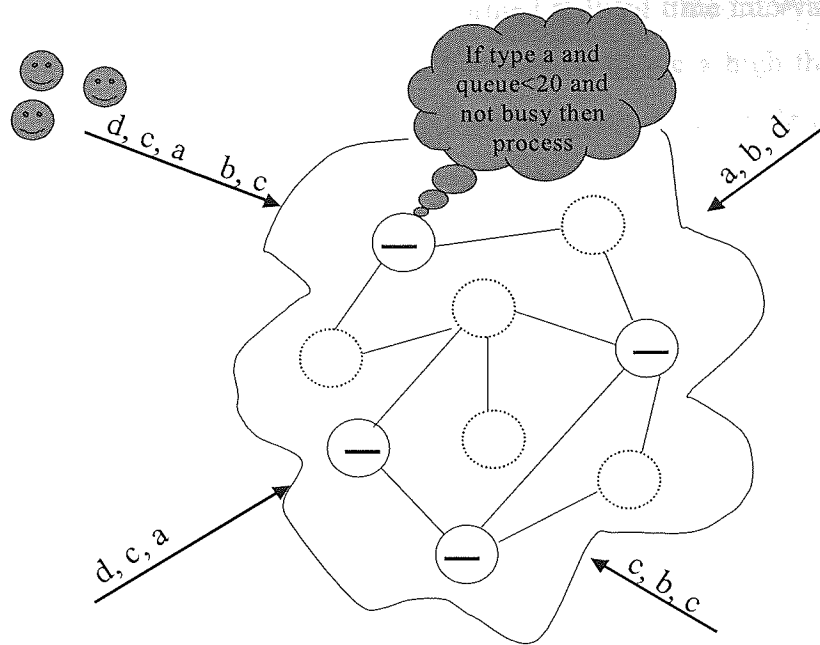 If type a and
queue<20 and
not busy then
process
d, c, a b, c
a, b, d
d, c, a
c, b, c